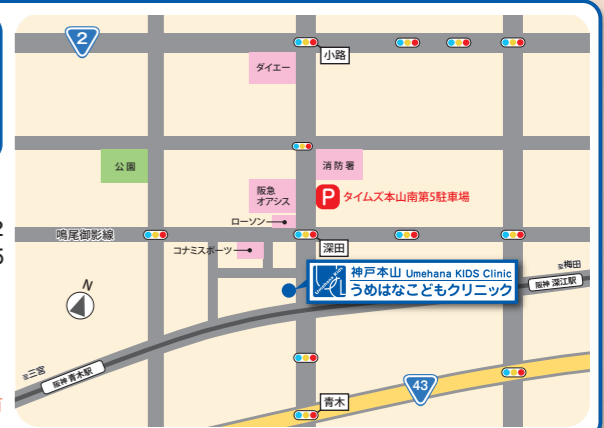 2
小路
ダイエー
公園
消防署
阪急
オアシス
P タイムズ本山南第5駐車場
ローソン
2
鳴尾御影線
深田
5
コナミスポーツ
神戸本山 Umehana KIDS Clinic
うめはなこどもクリニック
至梅田
阪神 深江駅
N
至三宮
阪神 青木駅
43
青木